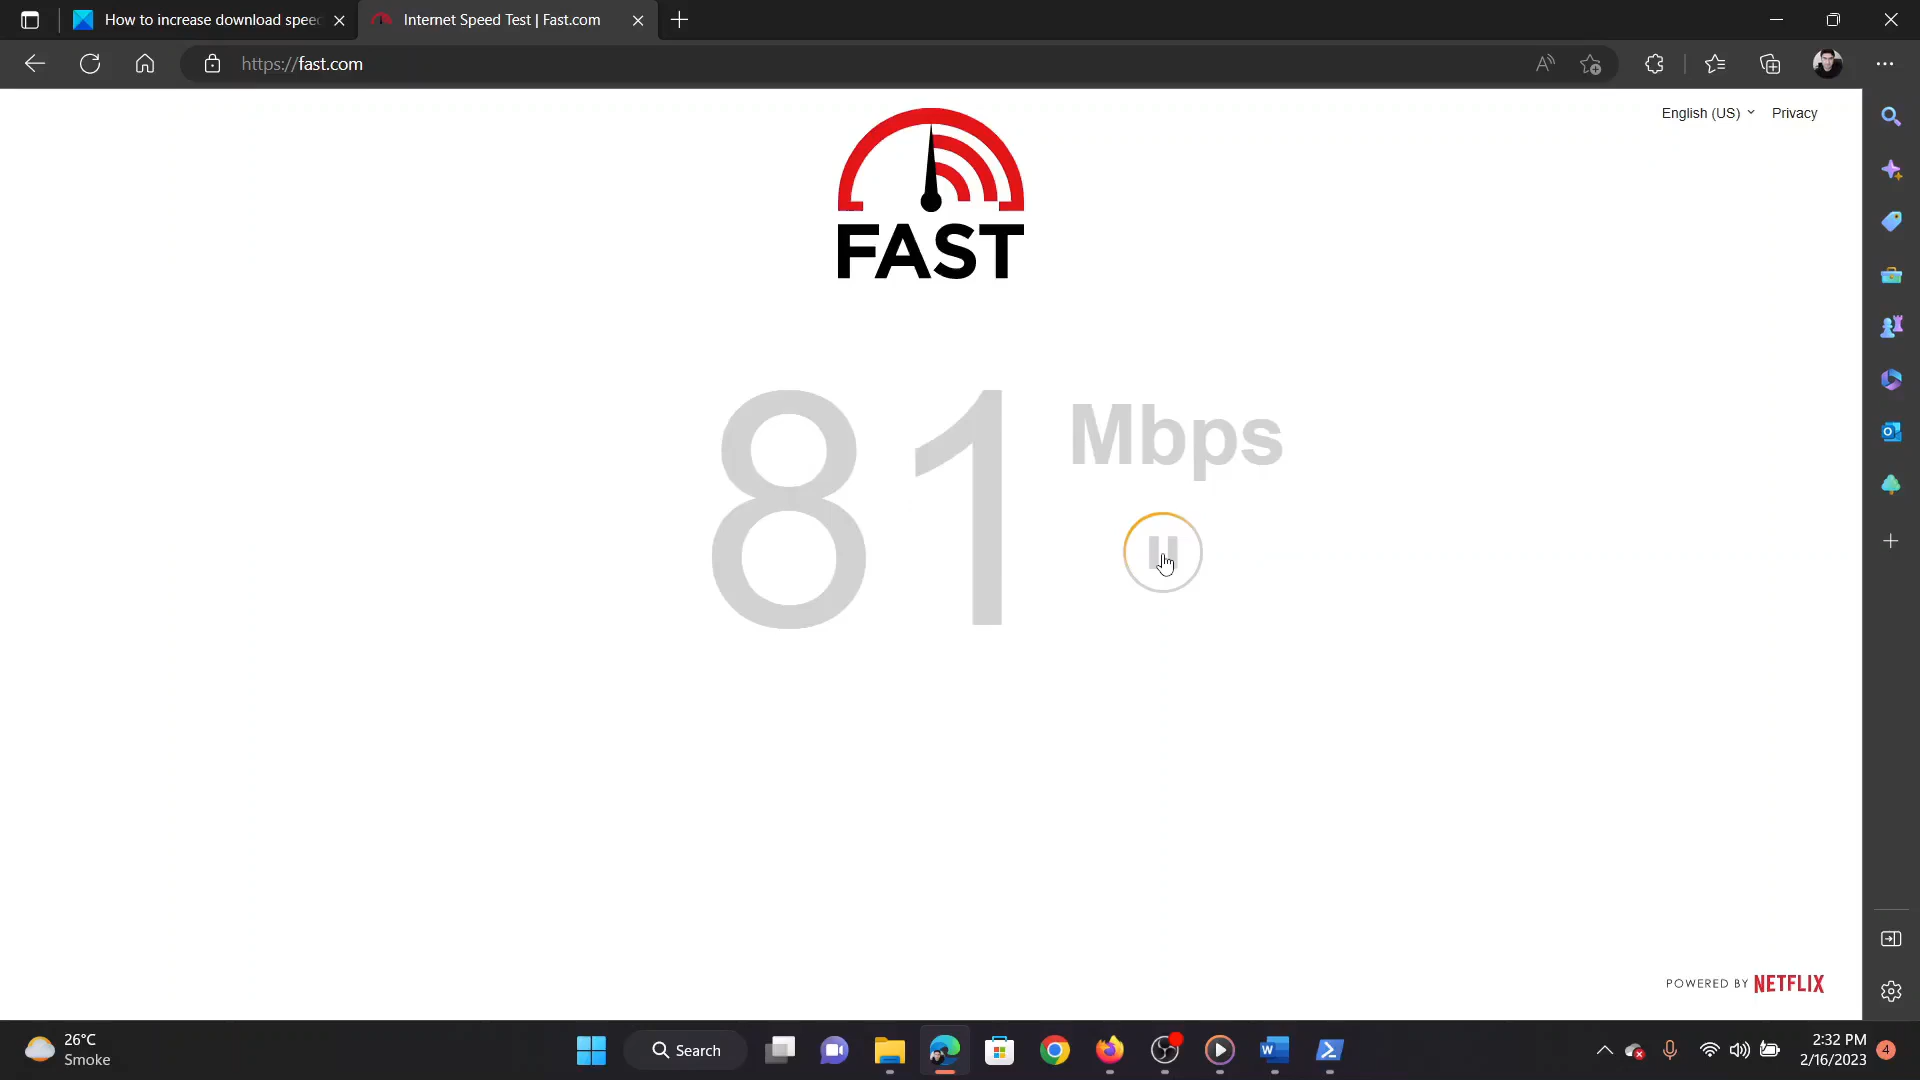 How to increase download speed
Internet Speed Test | Fast.com
https://fast.com
English (US)
Privacy
FAST
81 Mbps
POWERED BY NETFLIX
26°C
Smoke
Search
2:32 PM
2/16/2023
4